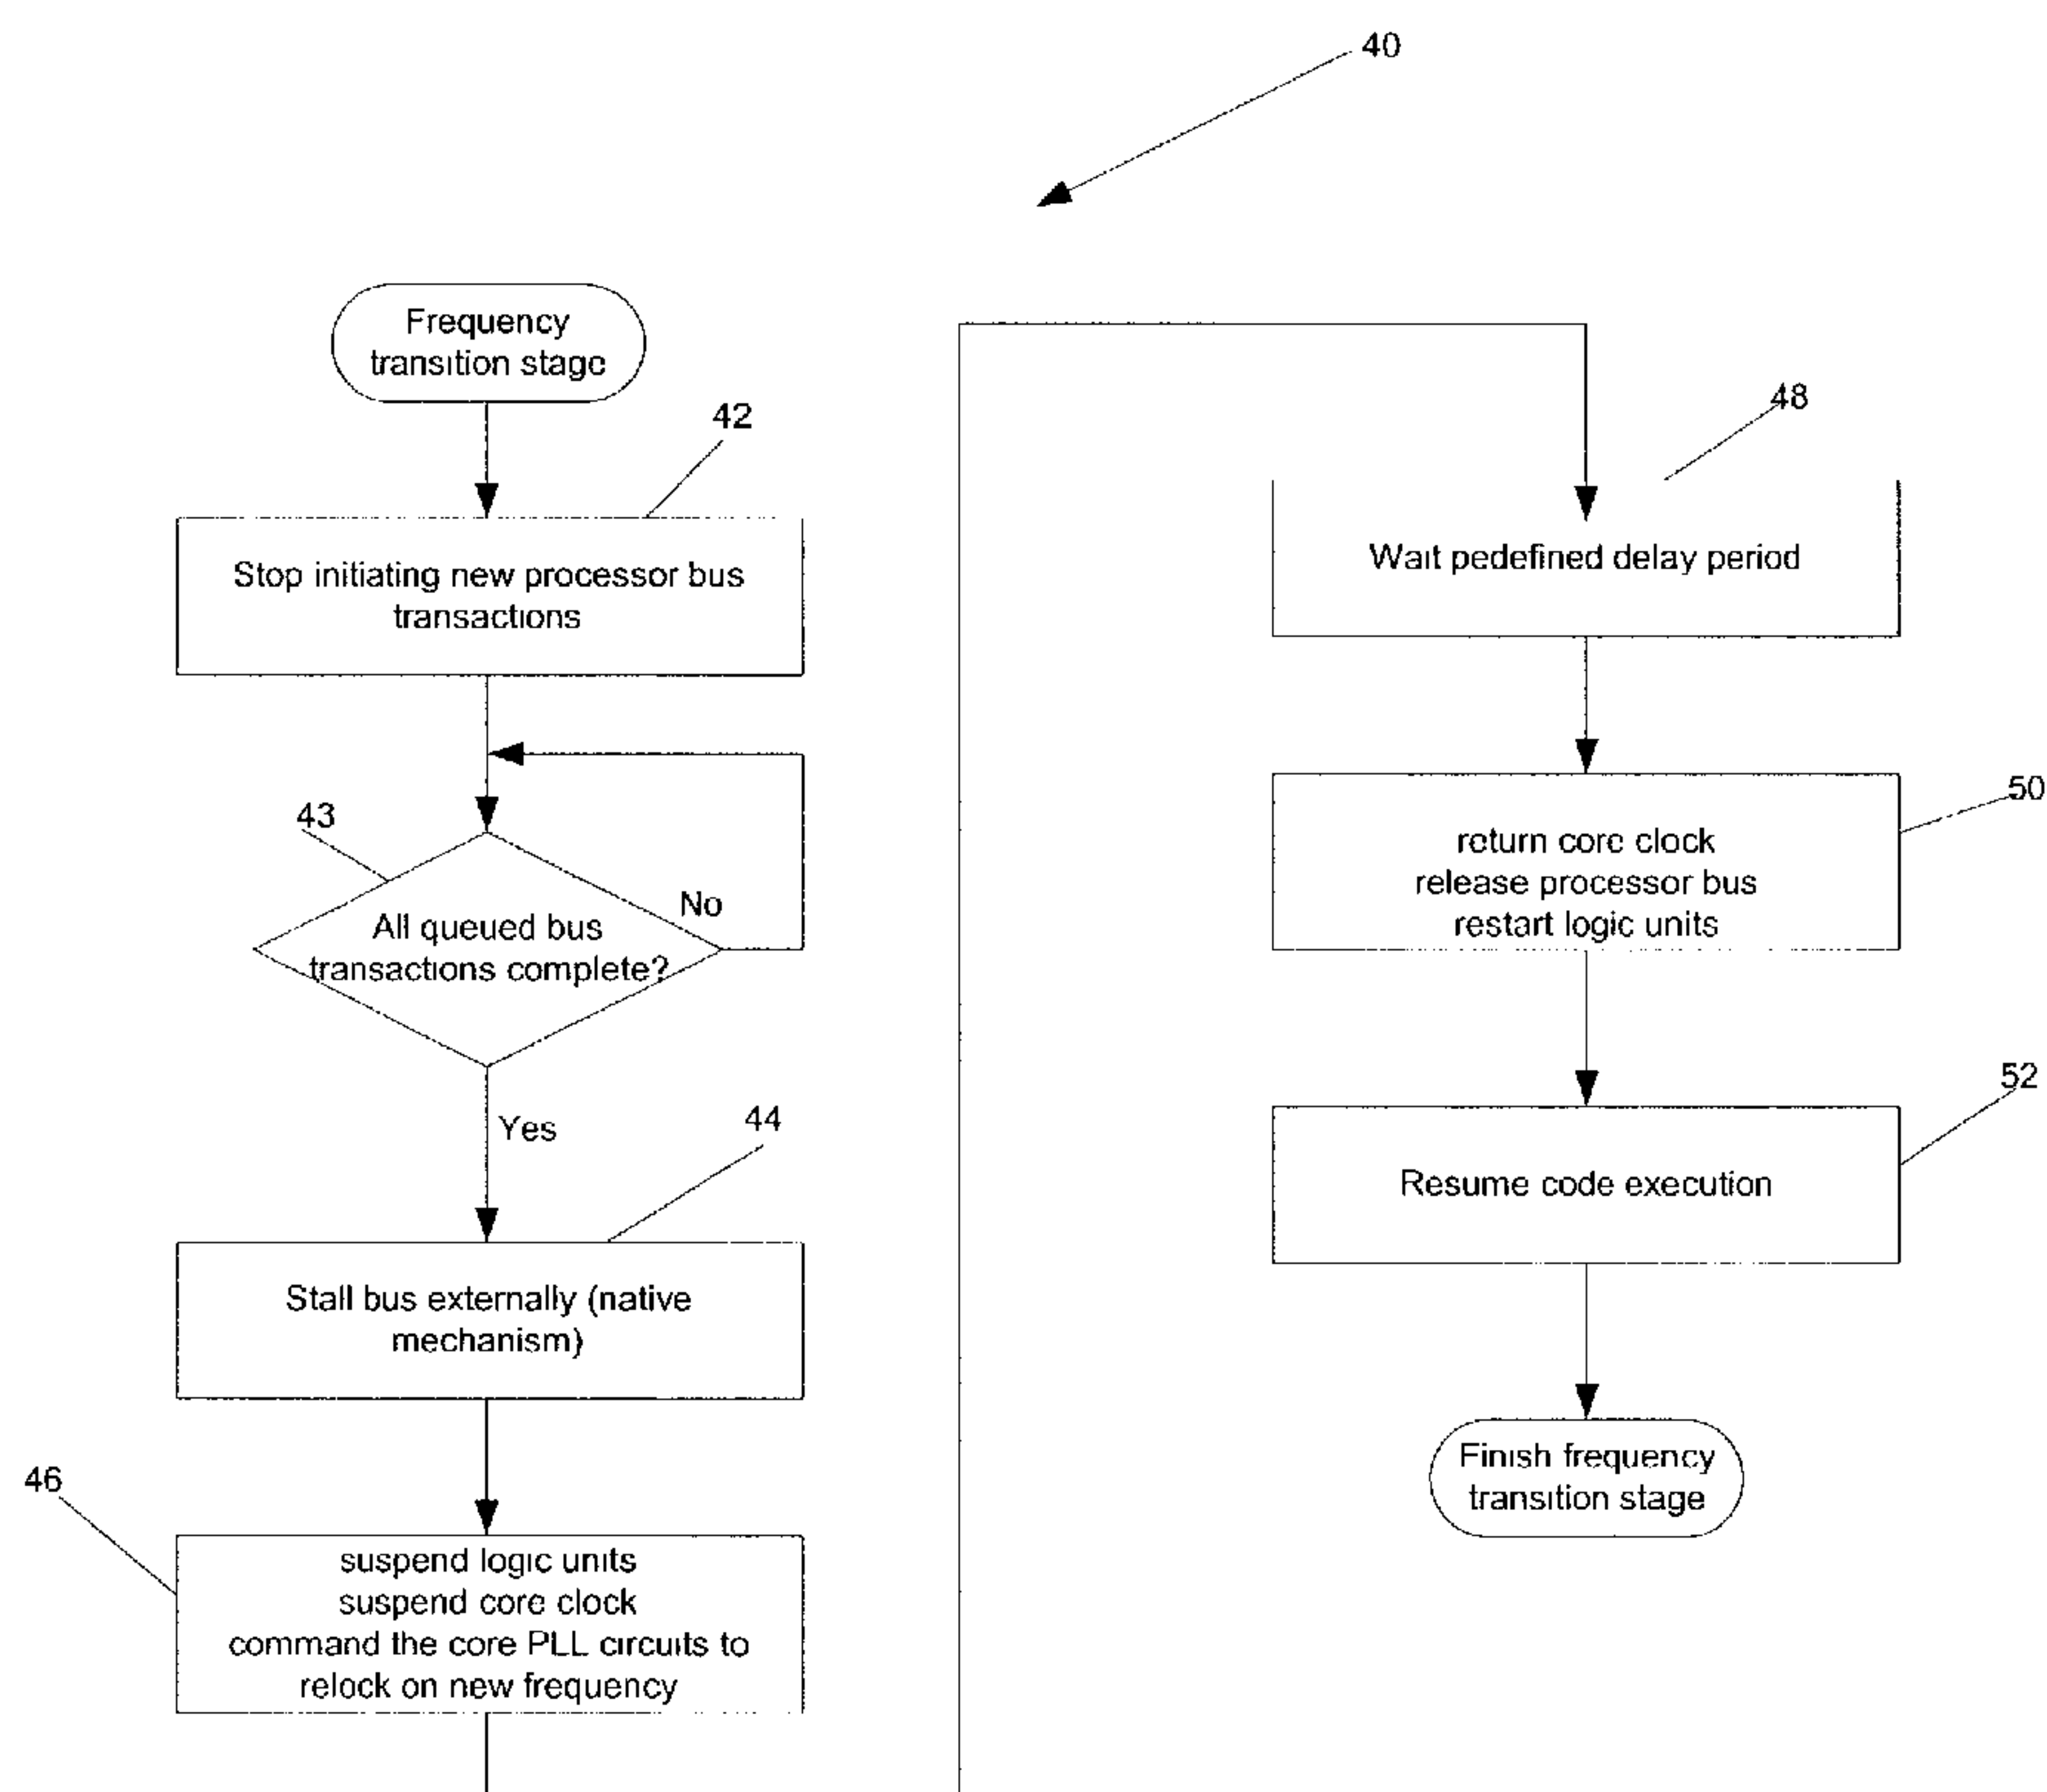 40
Frequency
transition stage
42
Stop initiating new processor bus
transactions
43
No
All queued bus
transactions complete?
Yes
44
Stall bus externally (native
mechanism)
46
suspend logic units
suspend core clock
command the core PLL circuits to
relock on new frequency
48
Wait pedefined delay period
50
return core clock
release processor bus
restart logic units
52
Resume code execution
Finish frequency
transition stage